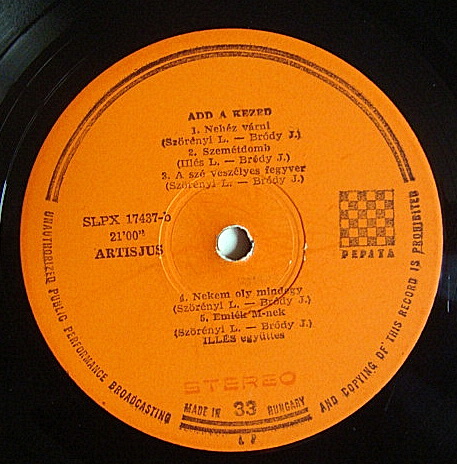 ADD A KEZED
1. Nehéz várni
(Szörényi L. — Bródy J.)
2. Szemétdomb
(Illés L. — Bródy J.)
3. A szé veszélyes fegyver
(Szörényi L. — Bródy J.)
SLPX 17437-b
21'00"
ARTISJUS
PEPITA
4. Nekem oly mindegy
(Szörényi L. — Bródy J.)
5. Emlék M-nek
(Szörényi L. — Bródy J.)
ILLÉS együttes
STEREO
UNAUTHORIZED PUBLIC PERFORMANCE BROADCASTING AND COPYING OF THIS RECORD IS PROHIBITED
MADE IN 33 HUNGARY